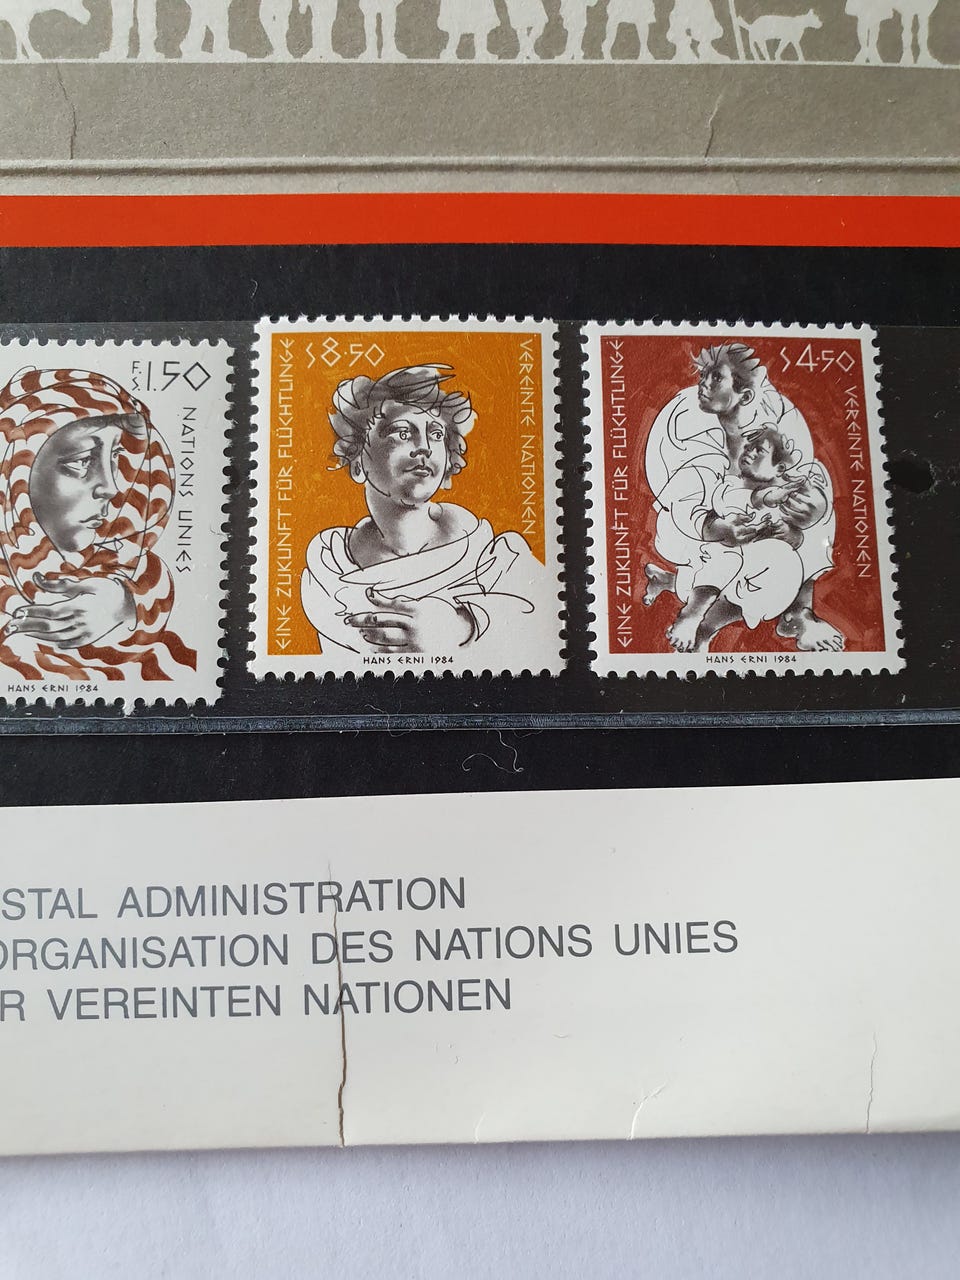 F.S. 1.50
NATIONS UNIES
HANS ERNI 1984
EINE ZUKUNFT FÜR FLÜCHTLINGE
S8·50
VEREINTE NATIONEN
HANS ERNI 1984
EINE ZUKUNFT FÜR FLÜCHTLINGE
S4·50
VEREINTE NATIONEN
HANS ERNI 1984
STAL ADMINISTRATION
ORGANISATION DES NATIONS UNIES
R VEREINTEN NATIONEN